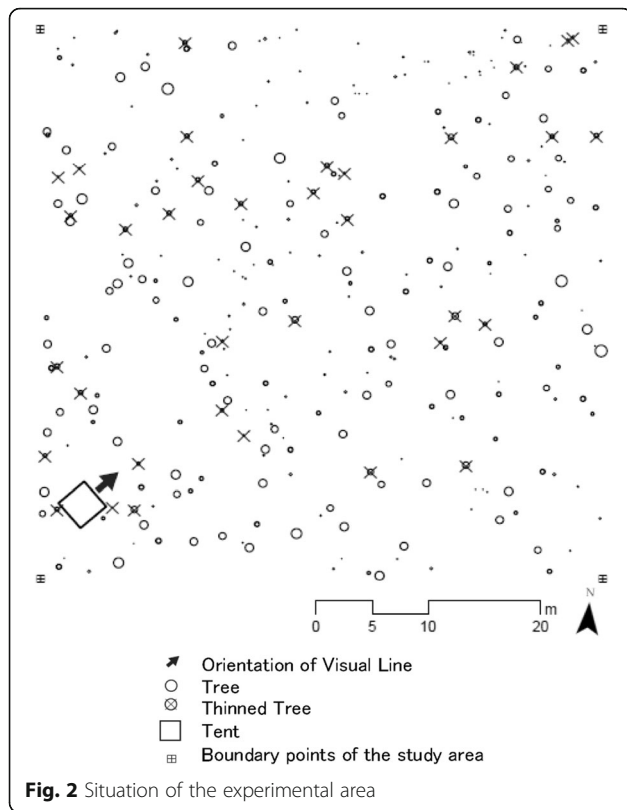 N
m
0 5 10 20
Orientation of Visual Line
Tree
Thinned Tree
Tent
Boundary points of the study area
Fig. 2 Situation of the experimental area